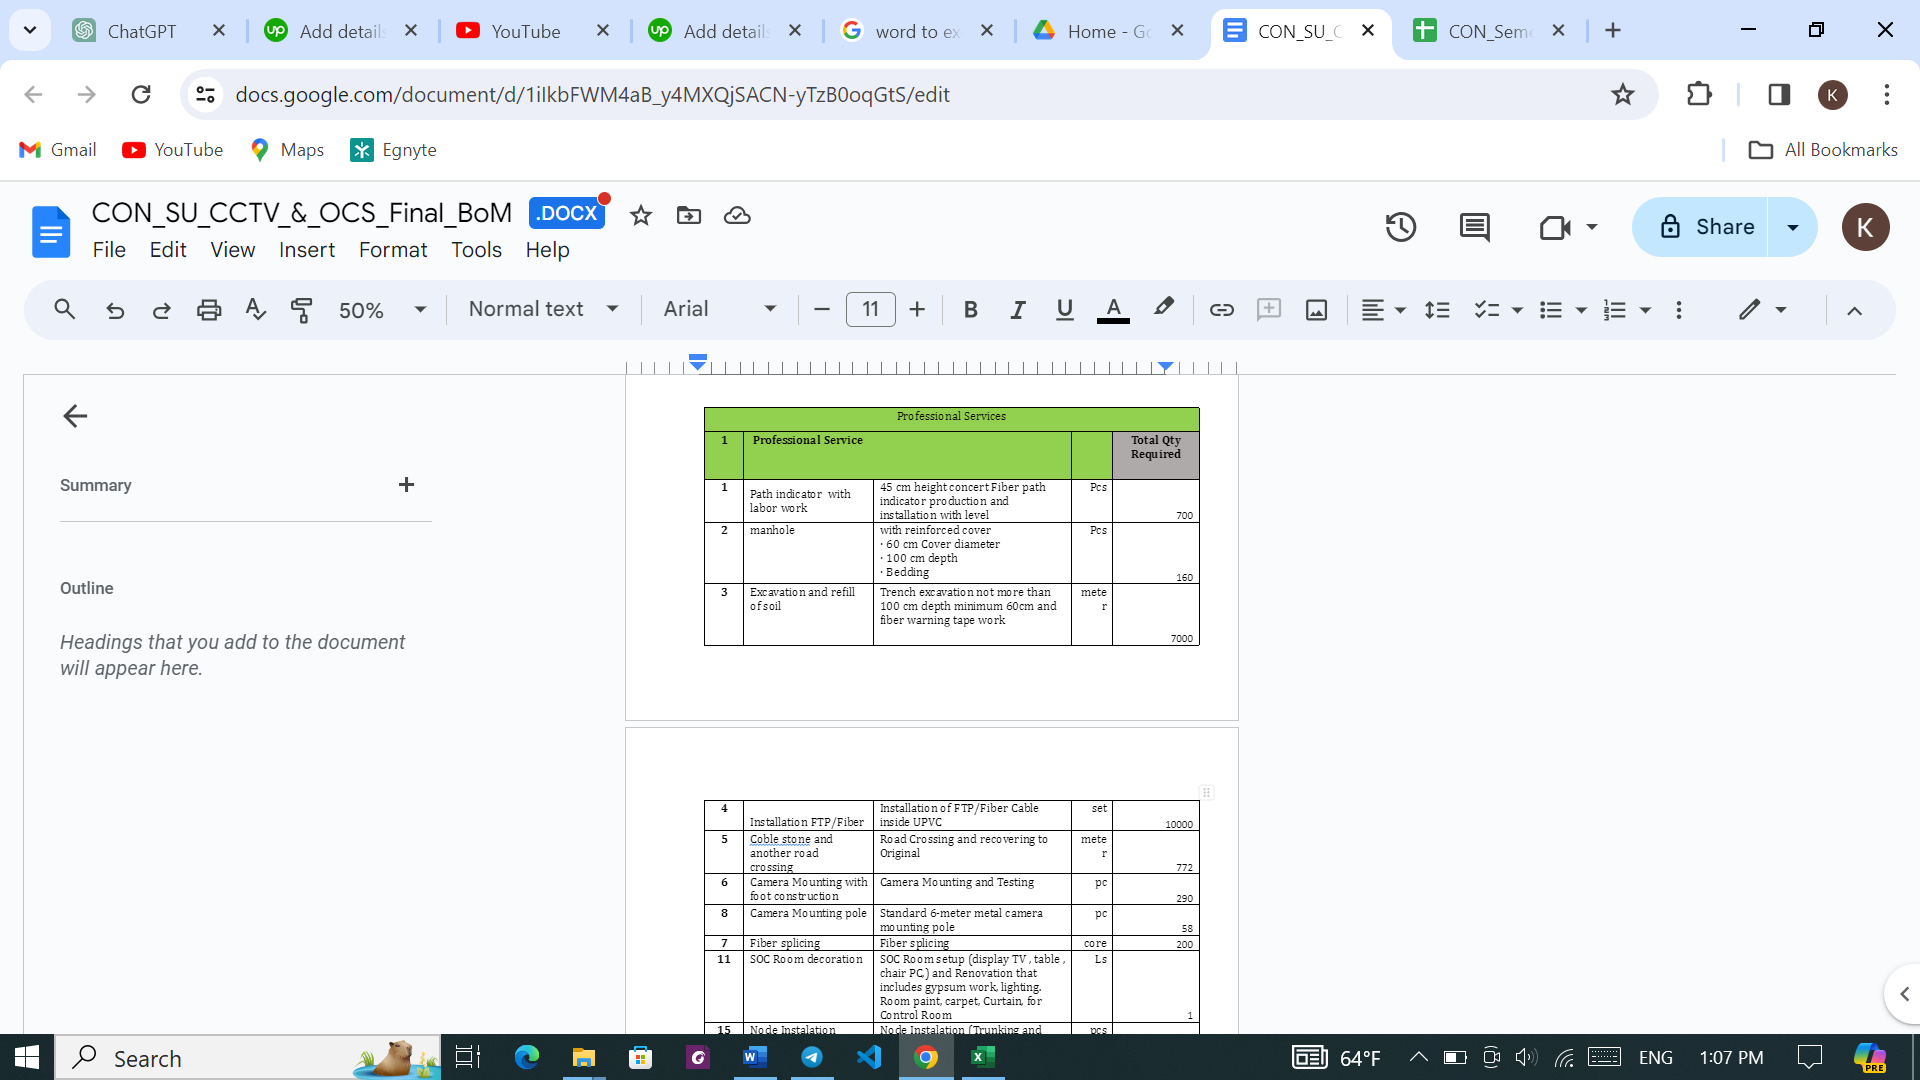 ChatGPT
Add details
YouTube
Add details
word to ex
Home - Go
CON_SU_C
CON_Seme
docs.google.com/document/d/1iIkbFWM4aB_y4MXQjSACN-yTzB0oqGtS/edit
K
Gmail
YouTube
Maps
Egnyte
All Bookmarks
CON_SU_CCTV_&_OCS_Final_BoM
.DOCX
File
Edit
View
Insert
Format
Tools
Help
Share
K
50%
Normal text
Arial
11
Summary
Outline
Headings that you add to the document
will appear here.
Professional Services
1 Professional Service Total Qty
Required
1 Path indicator with
labor work
45 cm height concert Fiber path
indicator production and
installation with level
Pcs
700
2 manhole
with reinforced cover
· 60 cm Cover diameter
· 100 cm depth
· Bedding
Pcs
160
3 Excavation and refill
of soil
Trench excavation not more than
100 cm depth minimum 60cm and
fiber warning tape work
mete
r
7000
4 Installation FTP/Fiber
Installation of FTP/Fiber Cable
inside UPVC
set
10000
5 Coble stone and
another road
crossing
Road Crossing and recovering to
Original
mete
r
772
6 Camera Mounting with
foot construction
Camera Mounting and Testing
pc
290
8 Camera Mounting pole
Standard 6-meter metal camera
mounting pole
pc
58
7 Fiber splicing
Fiber splicing
core
200
11 SOC Room decoration
SOC Room setup (display TV , table ,
chair PC,) and Renovation that
includes gypsum work, lighting.
Room paint, carpet, Curtain, for
Control Room
Ls
1
15 Node Instalation
Node Instalation (Trunking and
pcs
Search
64°F
ENG
1:07 PM
PRE